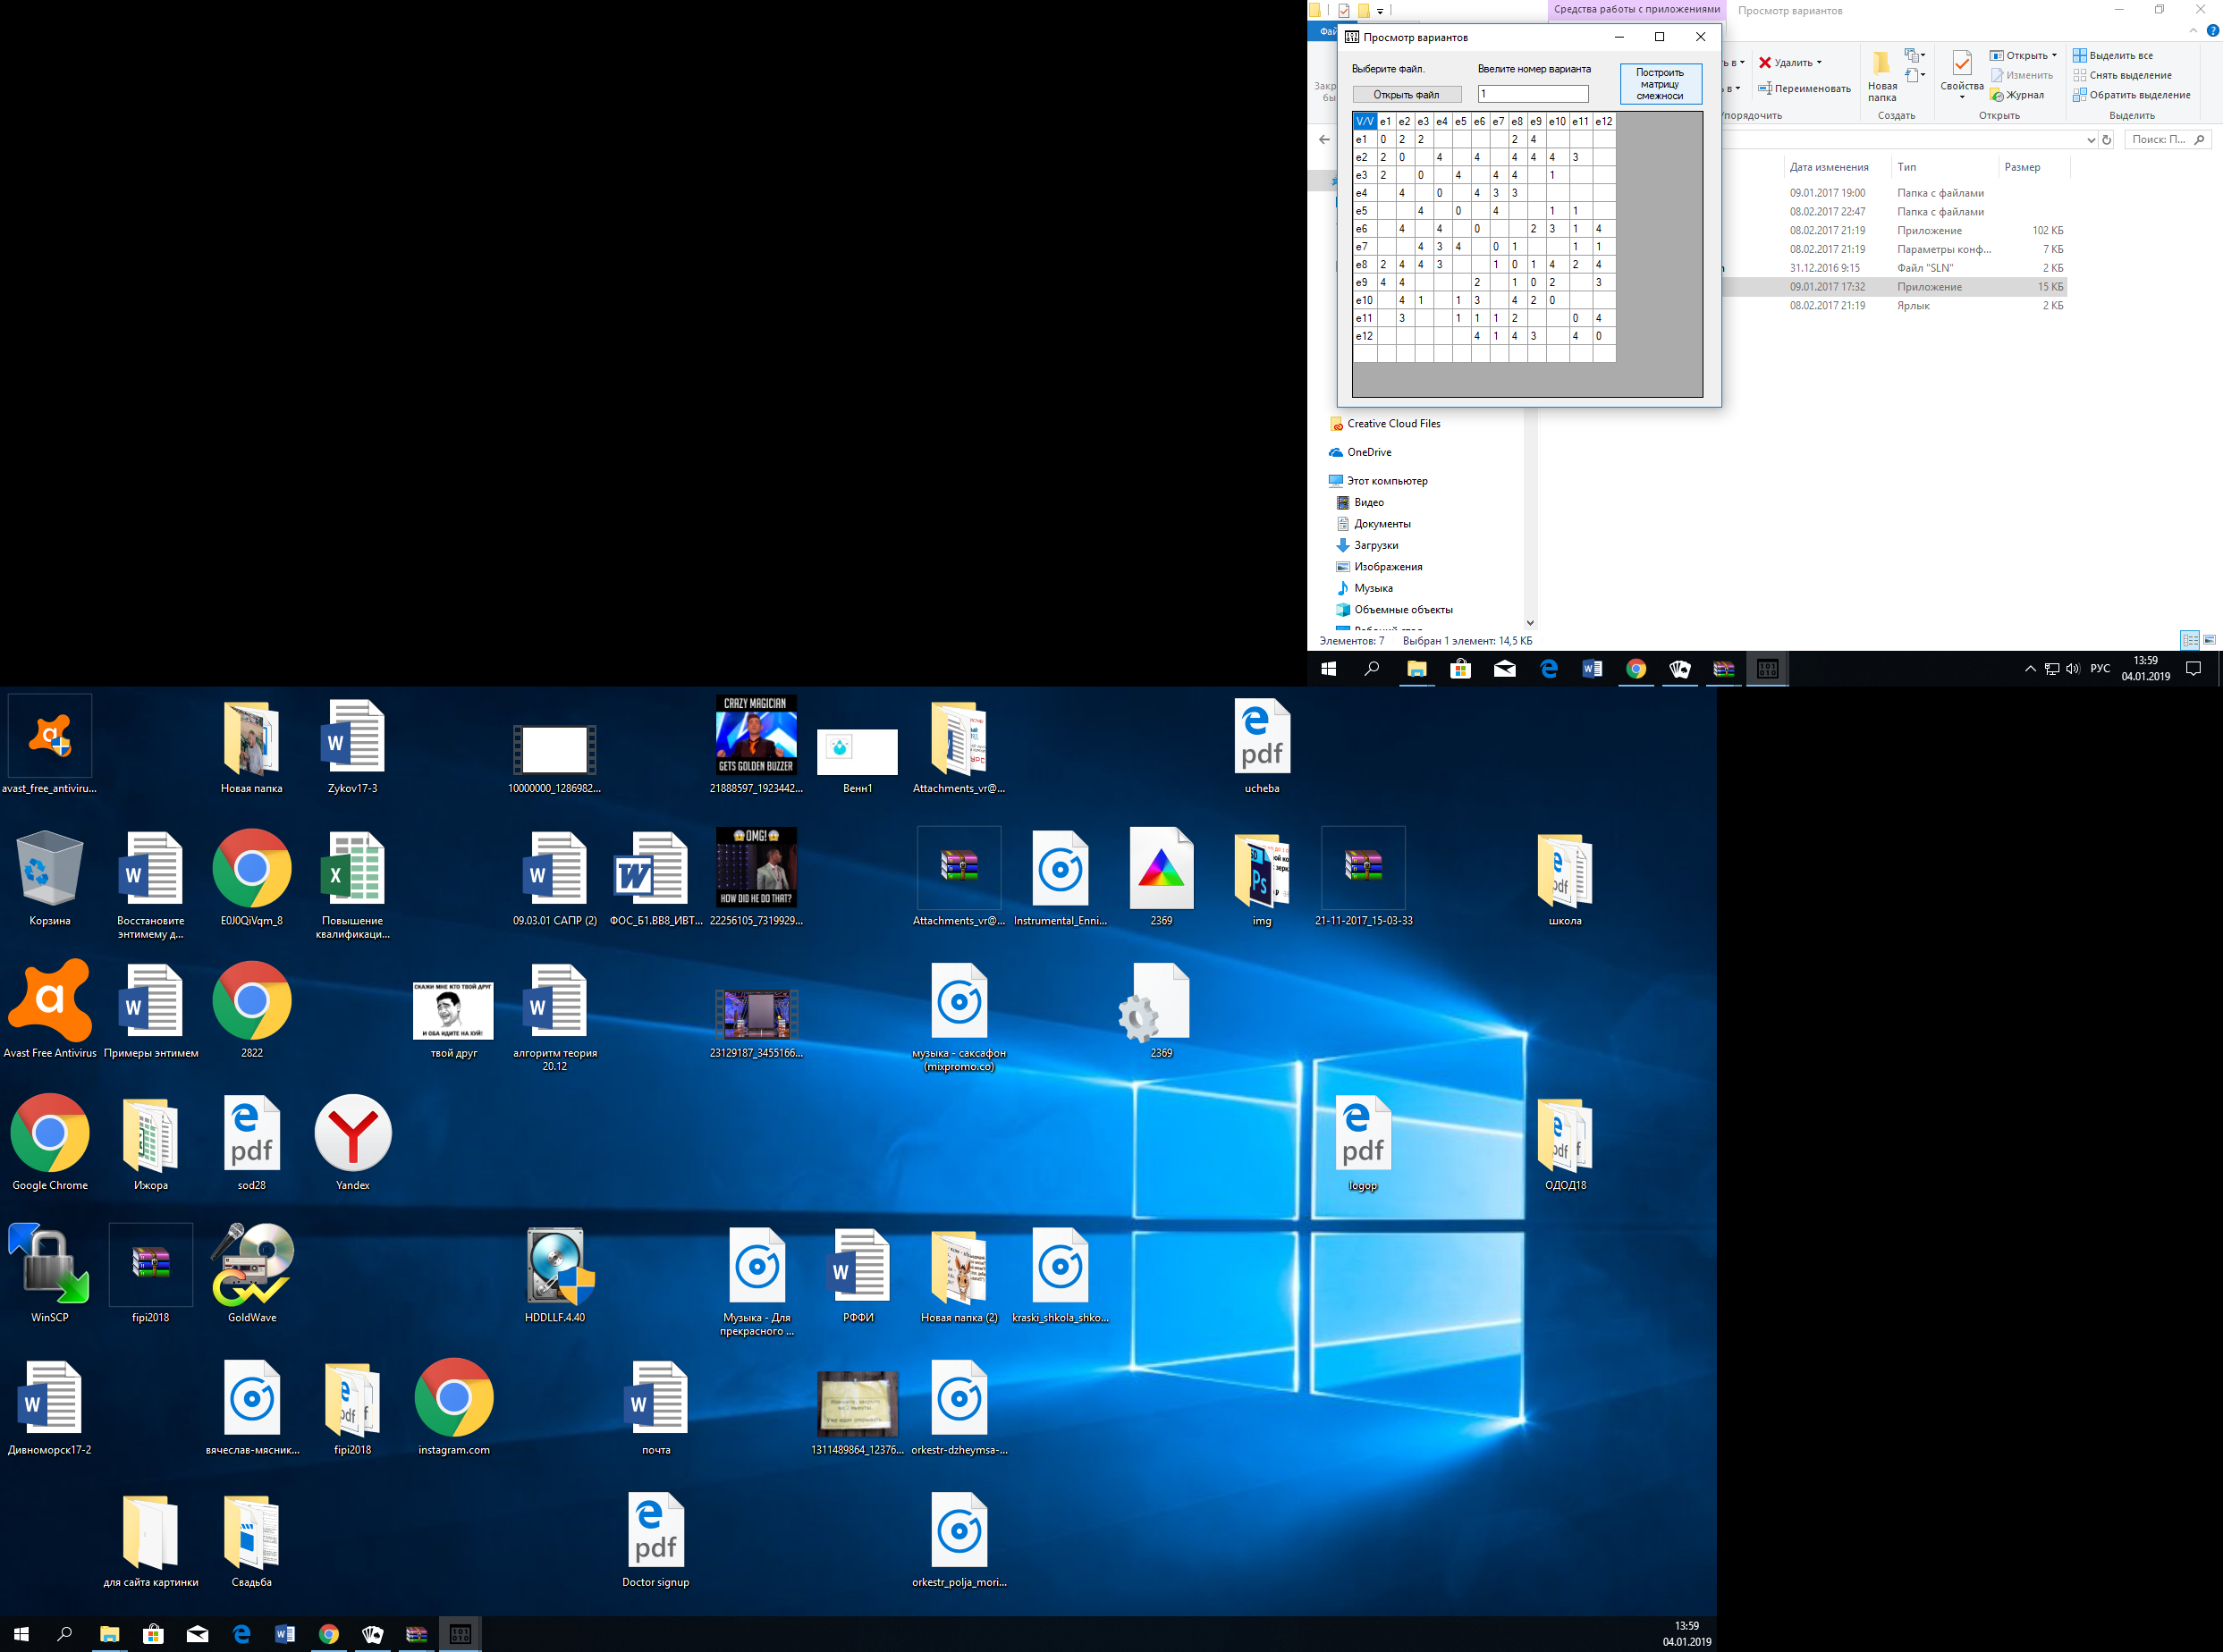 Средства работы с приложениями
Просмотр вариантов
Просмотр вариантов
Выберите файл.
Ввелите номер варианта
Построить
матрицу
смежноси
Открыть файл
1
V/V e1 e2 e3 e4 e5 e6 e7 e8 e9 e10 e11 e12
e1 0 2 2 2 4
e2 2 0 4 4 4 4 4 3
e3 2 0 4 4 4 1
e4 4 0 4 3 3
e5 4 0 4 1 1
e6 4 4 0 2 3 1 4
e7 4 3 4 0 1 1 1
e8 2 4 4 3 1 0 1 4 2 4
e9 4 4 2 1 0 2 3
e10 4 1 1 3 4 2 0
e11 3 1 1 1 2 0 4
e12 4 1 4 3 4 0
Удалить
Переименовать
Новая
папка
Создать
Свойства
Открыть
Изменить
Журнал
Открыть
Выделить все
Снять выделение
Обратить выделение
Выделить
Поиск: П...
Дата изменения Тип Размер
09.01.2017 19:00 Папка с файлами
08.02.2017 22:47 Папка с файлами
08.02.2017 21:19 Приложение 102 КБ
08.02.2017 21:19 Параметры конф... 7 КБ
31.12.2016 9:15 Файл "SLN" 2 КБ
09.01.2017 17:32 Приложение 15 КБ
08.02.2017 21:19 Ярлык 2 КБ
Creative Cloud Files
OneDrive
Этот компьютер
Видео
Документы
Загрузки
Изображения
Музыка
Объемные объекты
Элементов: 7 Выбран 1 элемент: 14,5 КБ
РУС
13:59
04.01.2019
CRAZY MAGICIAN
GETS GOLDEN BUZZER
avast_free_antiviru...
Новая папка
Zykov17-3
10000000_1286982...
21888597_1923442...
Венн1
Attachments_vr@...
pdf
ucheba
OMG!
HOW DID HE DO THAT?
Корзина
Восстановите
энтимему д...
E0J0QiVqm_8
Повышение
квалификаци...
09.03.01 САПР (2)
ФОС_Б1.ВВ8_ИВТ...
22256105_7319929...
Attachments_vr@...
Instrumental_Enni...
2369
img
21-11-2017_15-03-33
школа
СКАЖИ МНЕ КТО ТВОЙ ДРУГ
И ОБА ИДИТЕ НА ХУЙ!
Avast Free Antivirus
Примеры энтимем
2822
твой друг
алгоритм теория
20.12
23129187_3455166...
музыка - саксафон
(mixpromo.co)
2369
pdf
pdf
Google Chrome
Ижора
sod28
Yandex
logop
ОДОД18
WinSCP
fipi2018
GoldWave
HDDLLF.4.40
Музыка - Для
прекрасного ...
РФФИ
Новая папка (2)
kraski_shkola_shko...
Дивноморск17-2
вячеслав-мясник...
fipi2018
instagram.com
почта
1311489864_12376...
orkestr-dzheymsa-...
pdf
для сайта картинки
Свадьба
Doctor signup
orkestr_polja_mori...
13:59
04.01.2019